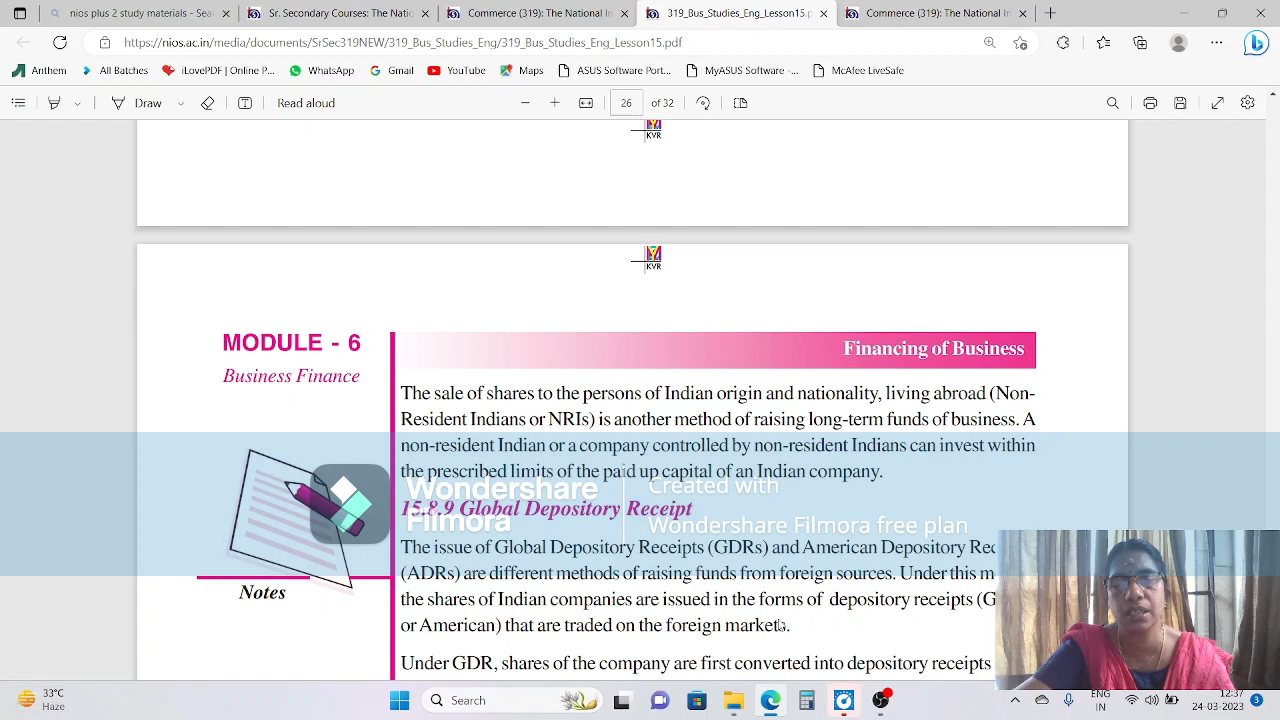 nios plus 2 study materials - Sea
Sr. Secondary Courses: The Nati
Commerce (319): The National In
319_Bus_Studies_Eng_Lesson15.p
Commerce (319): The National In
https://nios.ac.in/media/documents/SrSec319NEW/319_Bus_Studies_Eng/319_Bus_Studies_Eng_Lesson15.pdf
Anthem
All Batches
iLovePDF | Online P...
WhatsApp
Gmail
YouTube
Maps
ASUS Software Port...
MyASUS Software -...
McAfee LiveSafe
Draw
Read aloud
26
of 32
KVR
KVR
MODULE - 6
Business Finance
Financing of Business
The sale of shares to the persons of Indian origin and nationality, living abroad (Non-
Resident Indians or NRIs) is another method of raising long-term funds of business. A
non-resident Indian or a company controlled by non-resident Indians can invest within
the prescribed limits of the paid up capital of an Indian company.
Wondershare
Filmora
Created with
Wondershare Filmora free plan
15.8.9 Global Depository Receipt
The issue of Global Depository Receipts (GDRs) and American Depository Rec
(ADRs) are different methods of raising funds from foreign sources. Under this m
the shares of Indian companies are issued in the forms of depository receipts (G
or American) that are traded on the foreign markets.
Notes
Under GDR, shares of the company are first converted into depository receipts
33°C
Haze
Search
ENG
IN
12:37
24-03-2023
3